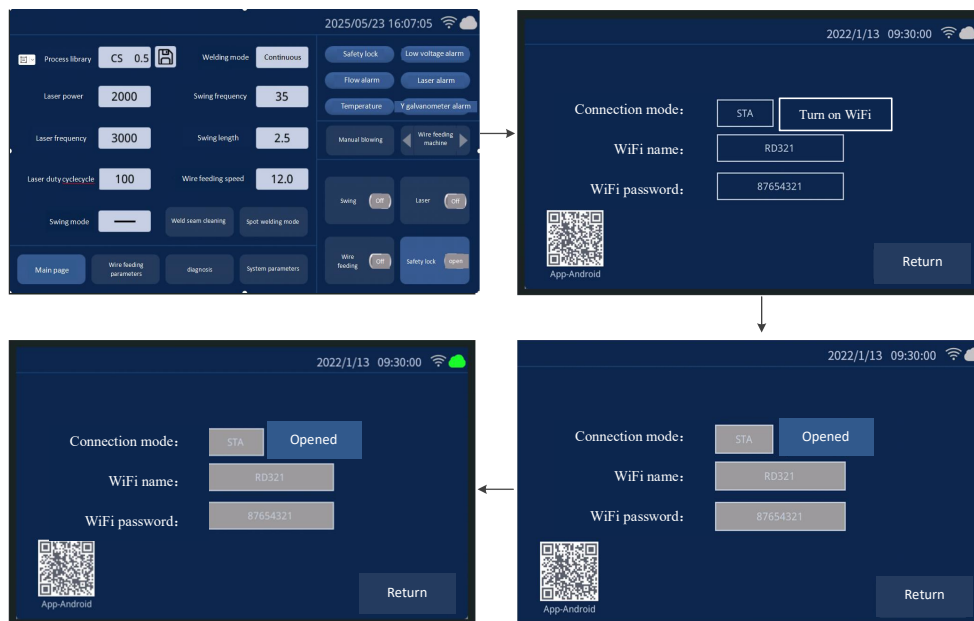 2025/05/23 16:07:05
Process library CS 0.5 Welding mode Continuous
Laser power 2000 Swing frequency 35
Laser frequency 3000 Swing length 2.5
Laser duty cyclecycle 100 Wire feeding speed 12.0
Swing mode Weld seam cleaning Spot welding mode
Main page Wire feeding parameters diagnosis System parameters
Safety lock Low voltage alarm
Flow alarm Laser alarm
Temperature Y galvanometer alarm
Manual blowing Wire feeding machine
Swing Off Laser Off
Wire feeding Off Safety lock open
2022/1/13 09:30:00
Connection mode: STA Turn on WiFi
WiFi name: RD321
WiFi password: 87654321
App-Android
Return
2022/1/13 09:30:00
Connection mode: STA Opened
WiFi name: RD321
WiFi password: 87654321
App-Android
Return
2022/1/13 09:30:00
Connection mode: STA Opened
WiFi name: RD321
WiFi password: 87654321
App-Android
Return